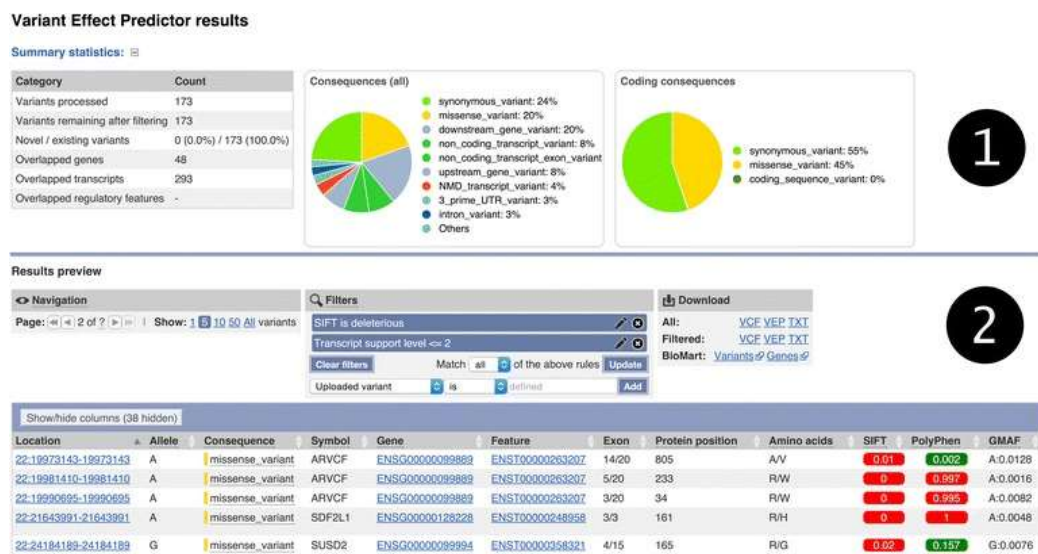 Variant Effect Predictor results
Summary statistics:
Category Count
Variants processed 173
Variants remaining after filtering 173
Novel / existing variants 0 (0.0%) / 173 (100.0%)
Overlapped genes 48
Overlapped transcripts 293
Overlapped regulatory features -
Consequences (all)
synonymous_variant: 24%
missense_variant: 20%
downstream_gene_variant: 20%
non_coding_transcript_variant: 8%
non_coding_transcript_exon_variant
upstream_gene_variant: 8%
NMD_transcript_variant: 4%
3_prime_UTR_variant: 3%
intron_variant: 3%
Others
Coding consequences
synonymous_variant: 55%
missense_variant: 45%
coding_sequence_variant: 0%
1
Results preview
Navigation
Page: 2 of ? | Show: 1 5 10 50 All variants
Filters
SIFT is deleterious
Transcript support level <= 2
Clear filters Match all of the above rules Update
Uploaded variant is defined Add
Download
All: VCF VEP TXT
Filtered: VCF VEP TXT
BioMart: Variants Genes
2
Show/hide columns (38 hidden)
Location Allele Consequence Symbol Gene Feature Exon Protein position Amino acids SIFT PolyPhen GMAF
22:19973143-19973143 A missense_variant ARVCF ENSG00000099889 ENST00000263207 14/20 805 A/V 0.01 0.002 A:0.0128
22:19981410-19981410 A missense_variant ARVCF ENSG00000099889 ENST00000263207 5/20 233 R/W 0 0.997 A:0.0016
22:19990695-19990695 A missense_variant ARVCF ENSG00000099889 ENST00000263207 3/20 34 R/W 0 0.995 A:0.0082
22:21643991-21643991 A missense_variant SDF2L1 ENSG00000128228 ENST00000248958 3/3 161 R/H 0 1 A:0.0048
22:24184189-24184189 G missense_variant SUSD2 ENSG00000099994 ENST00000358321 4/15 165 R/G 0.02 0.157 G:0.0076